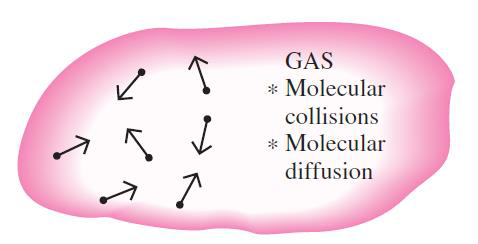 GAS
* Molecular
collisions
* Molecular
diffusion